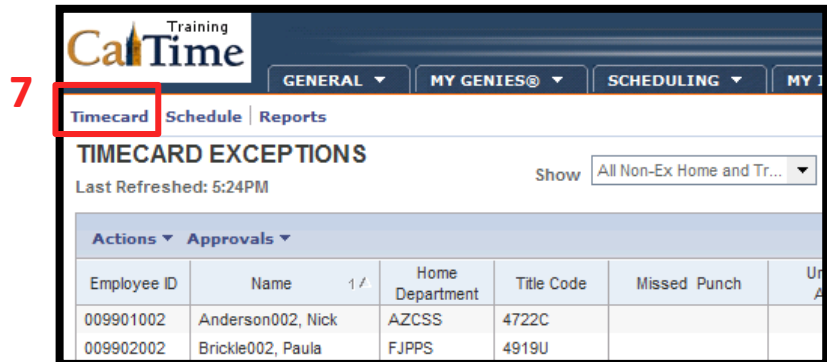 Training
CalTime
GENERAL MY GENIES® SCHEDULING MY
7
Timecard Schedule Reports
TIMECARD EXCEPTIONS
Last Refreshed: 5:24PM
Show All Non-Ex Home and Tr...
Actions Approvals
Employee ID Name 1 Home Department Title Code Missed Punch
009901002 Anderson002, Nick AZCSS 4722C
009902002 Brickle002, Paula FJPPS 4919U